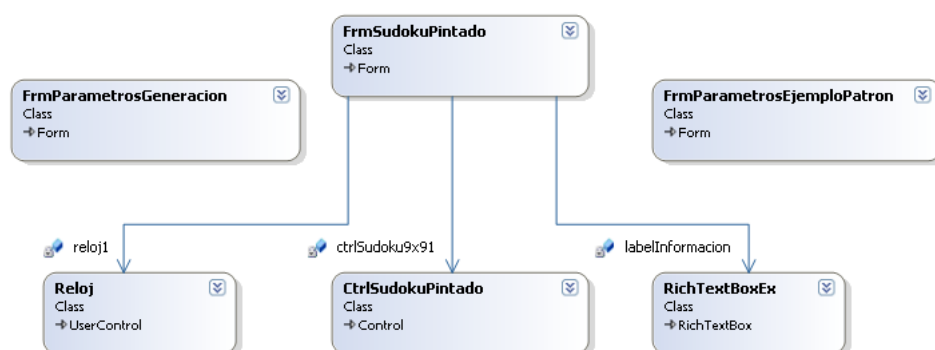 FrmSudokuPintado
Class
Form
FrmParametrosGeneracion
Class
Form
FrmParametrosEjemploPatron
Class
Form
reloj1
ctrlSudoku9x91
labelInformacion
Reloj
Class
UserControl
CtrlSudokuPintado
Class
Control
RichTextBoxEx
Class
RichTextBox